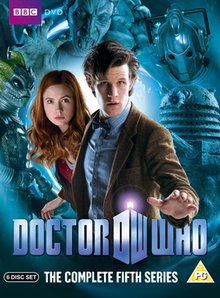 BBC DVD
DOCTOR WHO
6 DISC SET
THE COMPLETE FIFTH SERIES
PG